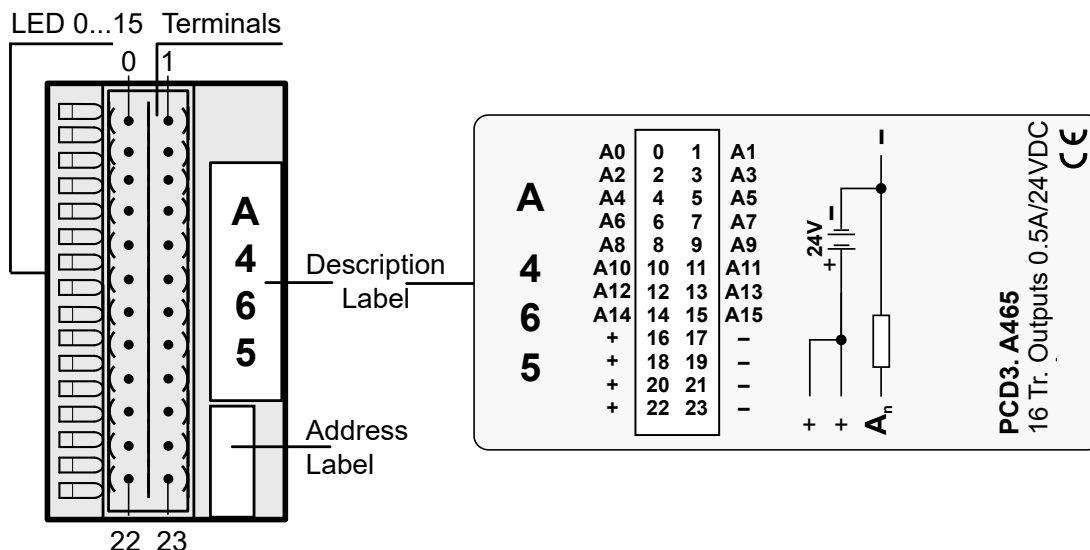 LED 0...15 Terminals
0 1
A
4
6
5
Description
Label
Address
Label
22 23
A
4
6
5
A0 0 1 A1
A2 2 3 A3
A4 4 5 A5
A6 6 7 A7
A8 8 9 A9
A10 10 11 A11
A12 12 13 A13
A14 14 15 A15
+ 16 17 –
+ 18 19 –
+ 20 21 –
+ 22 23 –
–
24V
–
+
+ + An
PCD3. A465
16 Tr. Outputs 0.5A/24VDC
CE